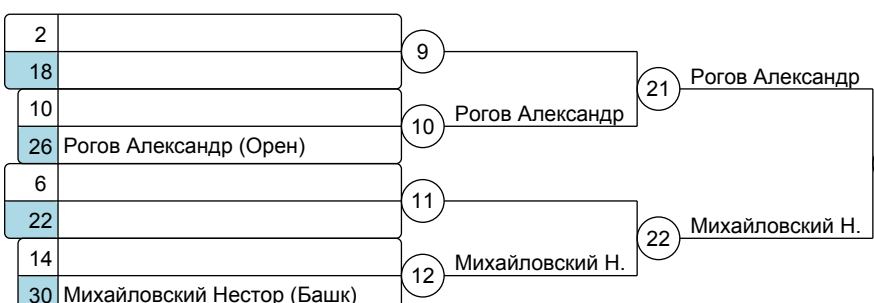 2
9
18
21 Рогов Александр
10
10 Рогов Александр
26 Рогов Александр (Орен)
6
11
22
22 Михайловский Н.
14
12 Михайловский Н.
30 Михайловский Нестор (Башк)